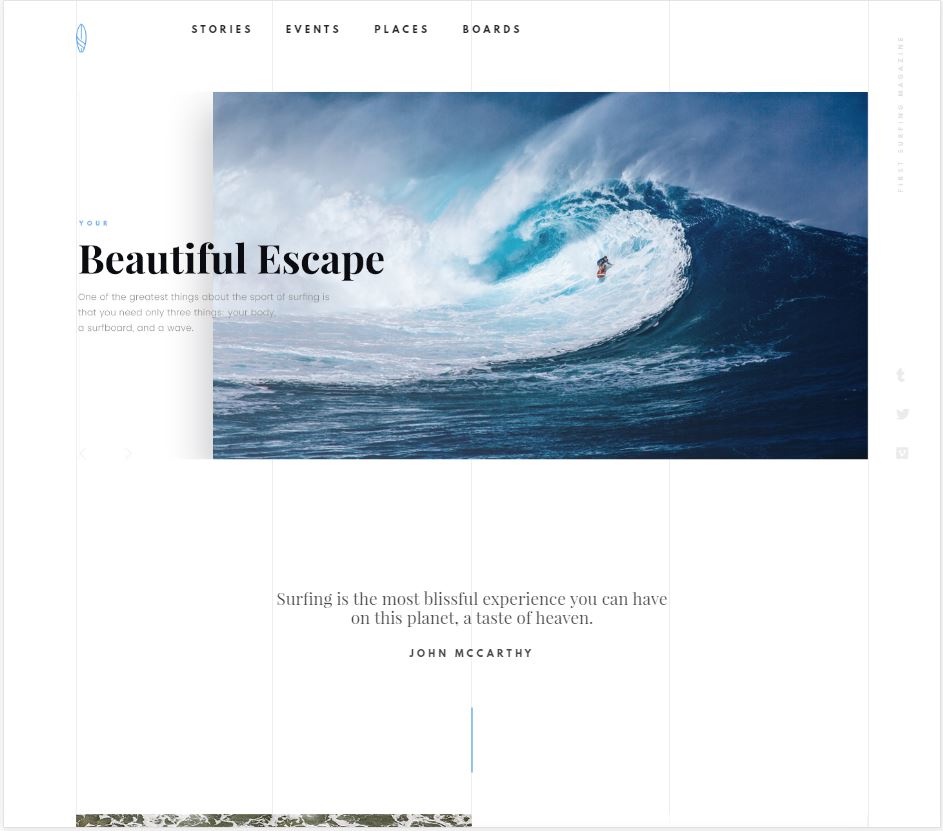 STORIES EVENTS PLACES BOARDS
FIRST SURFING MAGAZINE
YOUR
Beautiful Escape
One of the greatest things about the sport of surfing is
that you need only three things: your body,
a surfboard, and a wave.
Surfing is the most blissful experience you can have
on this planet, a taste of heaven.
JOHN MCCARTHY